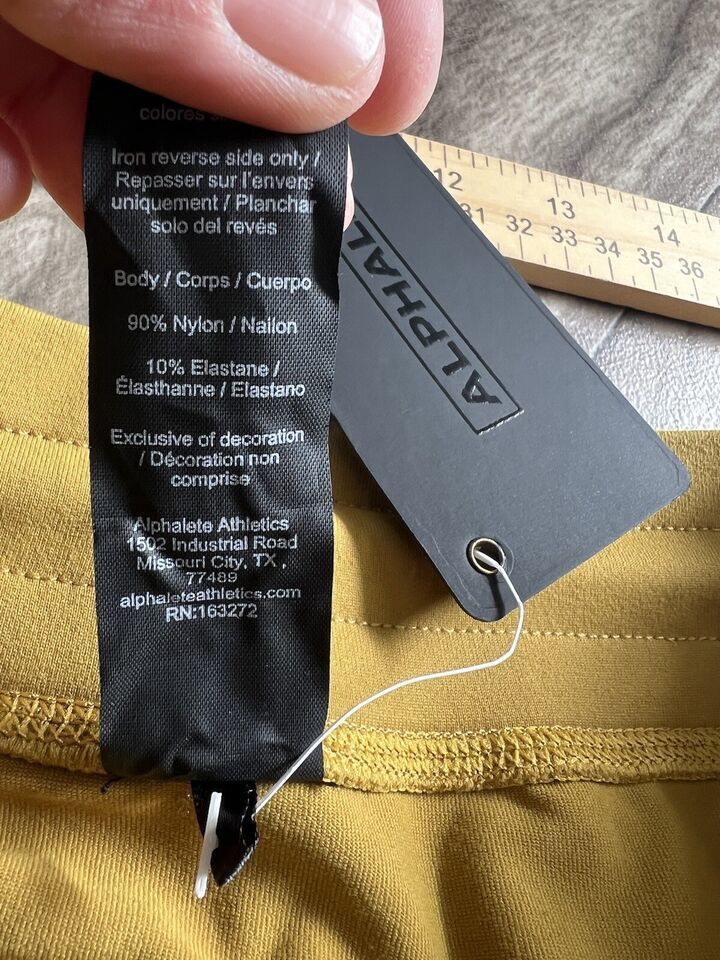 colores
Iron reverse side only /
Repasser sur l'envers
uniquement / Planchar
solo del revés
Body / Corps / Cuerpo
90% Nylon / Nailon
10% Elastane /
Élasthanne / Elastano
Exclusive of decoration
/ Décoration non
comprise
Alphalete Athletics
1502 Industrial Road
Missouri City, TX ,
77489
alphaleteathletics.com
RN:163272
ALPHAL
12 13 14
31 32 33 34 35 36